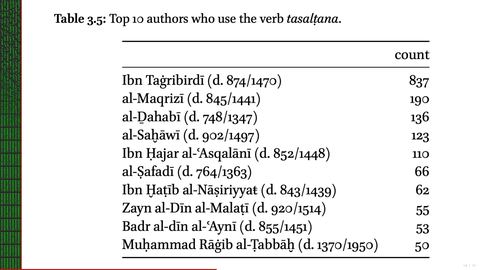 Table 3.5: Top 10 authors who use the verb tasalṭana.
count
Ibn Taġribirdī (d. 874/1470) 837
al-Maqrizī (d. 845/1441) 190
al-Ḏahabī (d. 748/1347) 136
al-Saḫāwī (d. 902/1497) 123
Ibn Ḥajar al-ʿAsqalānī (d. 852/1448) 110
al-Ṣafadī (d. 764/1363) 66
Ibn Ḫaṭīb al-Nāṣiriyyaŧ (d. 843/1439) 62
Zayn al-Dīn al-Malaṭī (d. 920/1514) 55
Badr al-dīn al-ʿAynī (d. 855/1451) 53
Muḥammad Rāġib al-Ṭabbāḫ (d. 1370/1950) 50